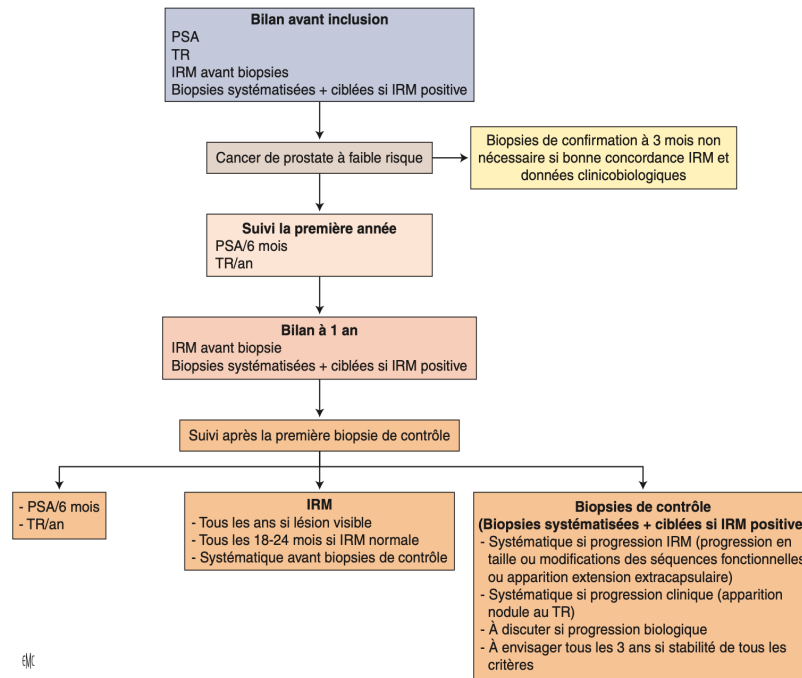 Bilan avant inclusion
PSA
TR
IRM avant biopsies
Biopsies systématisées + ciblées si IRM positive
Cancer de prostate à faible risque
Biopsies de confirmation à 3 mois non
nécessaire si bonne concordance IRM et
données clinicobiologiques
Suivi la première année
PSA/6 mois
TR/an
Bilan à 1 an
IRM avant biopsie
Biopsies systématisées + ciblées si IRM positive
Suivi après la première biopsie de contrôle
- PSA/6 mois
- TR/an
IRM
- Tous les ans si lésion visible
- Tous les 18-24 mois si IRM normale
- Systématique avant biopsies de contrôle
Biopsies de contrôle
(Biopsies systématisées + ciblées si IRM positive
- Systématique si progression IRM (progression en
taille ou modifications des séquences fonctionnelles
ou apparition extension extracapsulaire)
- Systématique si progression clinique (apparition
nodule au TR)
- À discuter si progression biologique
- À envisager tous les 3 ans si stabilité de tous les
critères
EMC